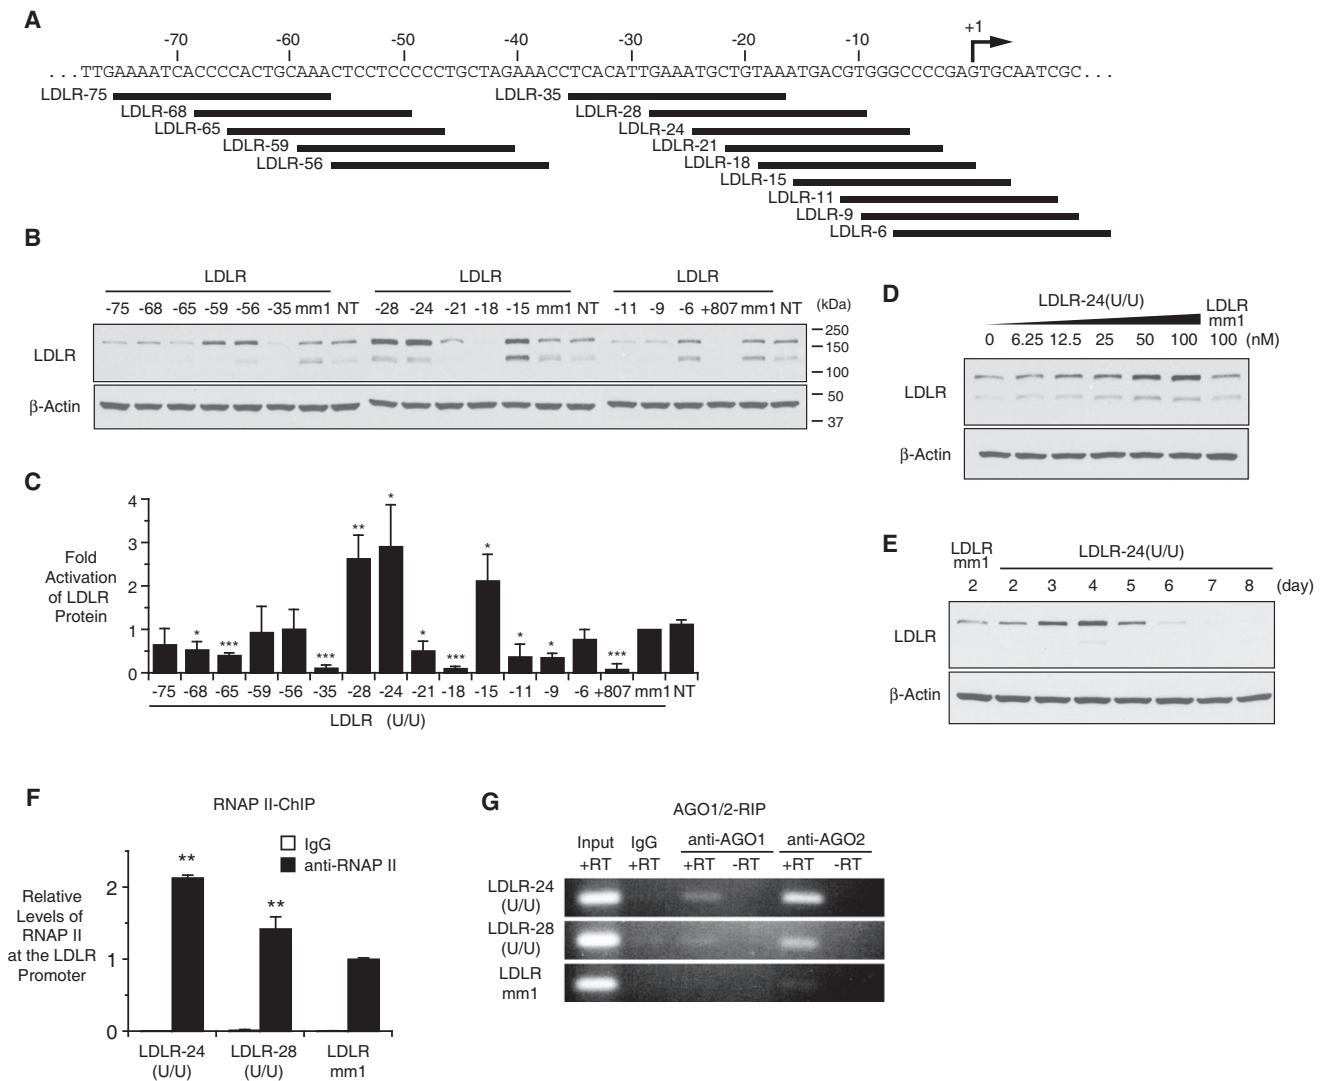 A
-70 -60 -50 -40 -30 -20 -10 +1
...TTGAAAATCACCCCACTGCAAACTCCTCCCCCTGCTAGAAACCTCACATTGAAATGCTGTAAATGACGTGGGCCCCGAGTGCAATCGC...
LDLR-75 LDLR-35
LDLR-68 LDLR-28
LDLR-65 LDLR-24
LDLR-59 LDLR-21
LDLR-56 LDLR-18
LDLR-15
LDLR-11
LDLR-9
LDLR-6
B
LDLR LDLR LDLR
-75 -68 -65 -59 -56 -35 mm1 NT -28 -24 -21 -18 -15 mm1 NT -11 -9 -6 +807 mm1 NT (kDa)
LDLR
250
150
100
β-Actin
50
37
C
Fold
Activation
of LDLR
Protein
4
3
2
1
0
* *** *** ** * * *** * * * ***
-75 -68 -65 -59 -56 -35 -28 -24 -21 -18 -15 -11 -9 -6 +807 mm1 NT
LDLR (U/U)
D
LDLR-24(U/U) LDLR
mm1
0 6.25 12.5 25 50 100 100 (nM)
LDLR
β-Actin
E
LDLR
mm1
LDLR-24(U/U)
2 2 3 4 5 6 7 8 (day)
LDLR
β-Actin
F
RNAP II-ChIP
IgG
anti-RNAP II
Relative
Levels of
RNAP II
at the LDLR
Promoter
2
1
0
** **
LDLR-24
(U/U)
LDLR-28
(U/U)
LDLR
mm1
G
AGO1/2-RIP
Input IgG anti-AGO1 anti-AGO2
+RT +RT +RT -RT +RT -RT
LDLR-24
(U/U)
LDLR-28
(U/U)
LDLR
mm1